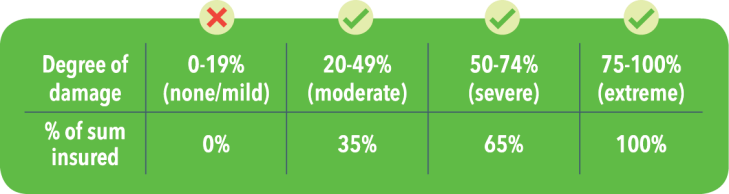 Degree of damage 0-19% (none/mild) 20-49% (moderate) 50-74% (severe) 75-100% (extreme)
% of sum insured 0% 35% 65% 100%